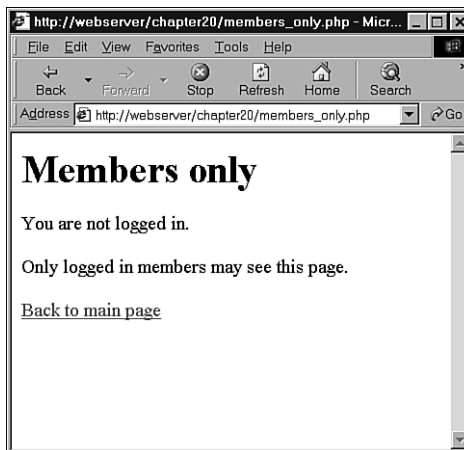 http://webserver/chapter20/members_only.php - Micr...
File Edit View Favorites Tools Help
Back Forward Stop Refresh Home Search
Address http://webserver/chapter20/members_only.php Go
Members only
You are not logged in.
Only logged in members may see this page.
Back to main page